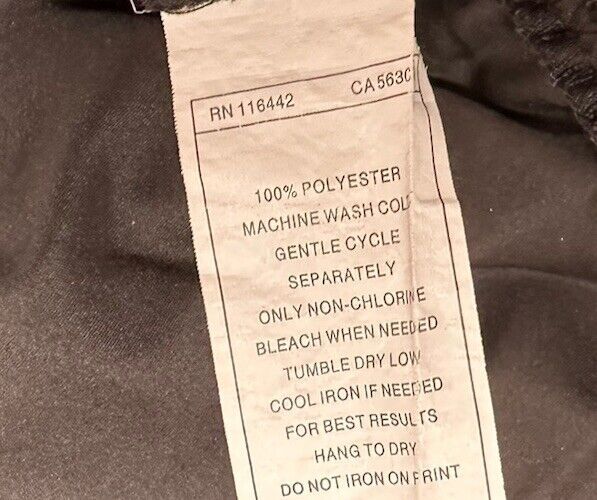 RN 116442 CA 5630
100% POLYESTER
MACHINE WASH COLD
GENTLE CYCLE
SEPARATELY
ONLY NON-CHLORINE
BLEACH WHEN NEEDED
TUMBLE DRY LOW
COOL IRON IF NEEDED
FOR BEST RESULTS
HANG TO DRY
DO NOT IRON ON PRINT